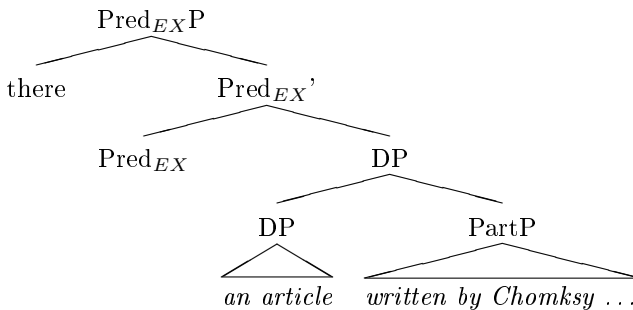 Pred_EX P
there Pred_EX'
Pred_EX DP
DP PartP
an article written by Chomksy ...